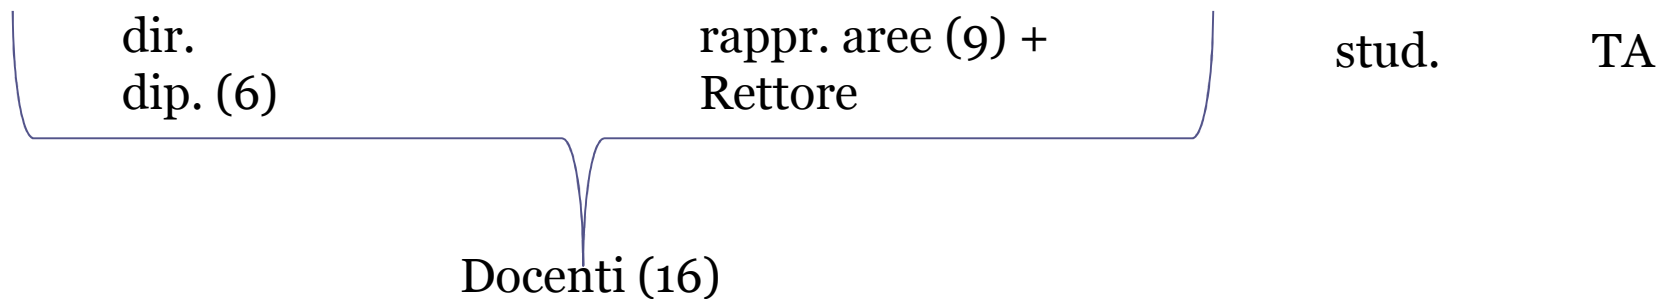 dir.
dip. (6)
rappr. aree (9) +
Rettore
stud.
TA
Docenti (16)